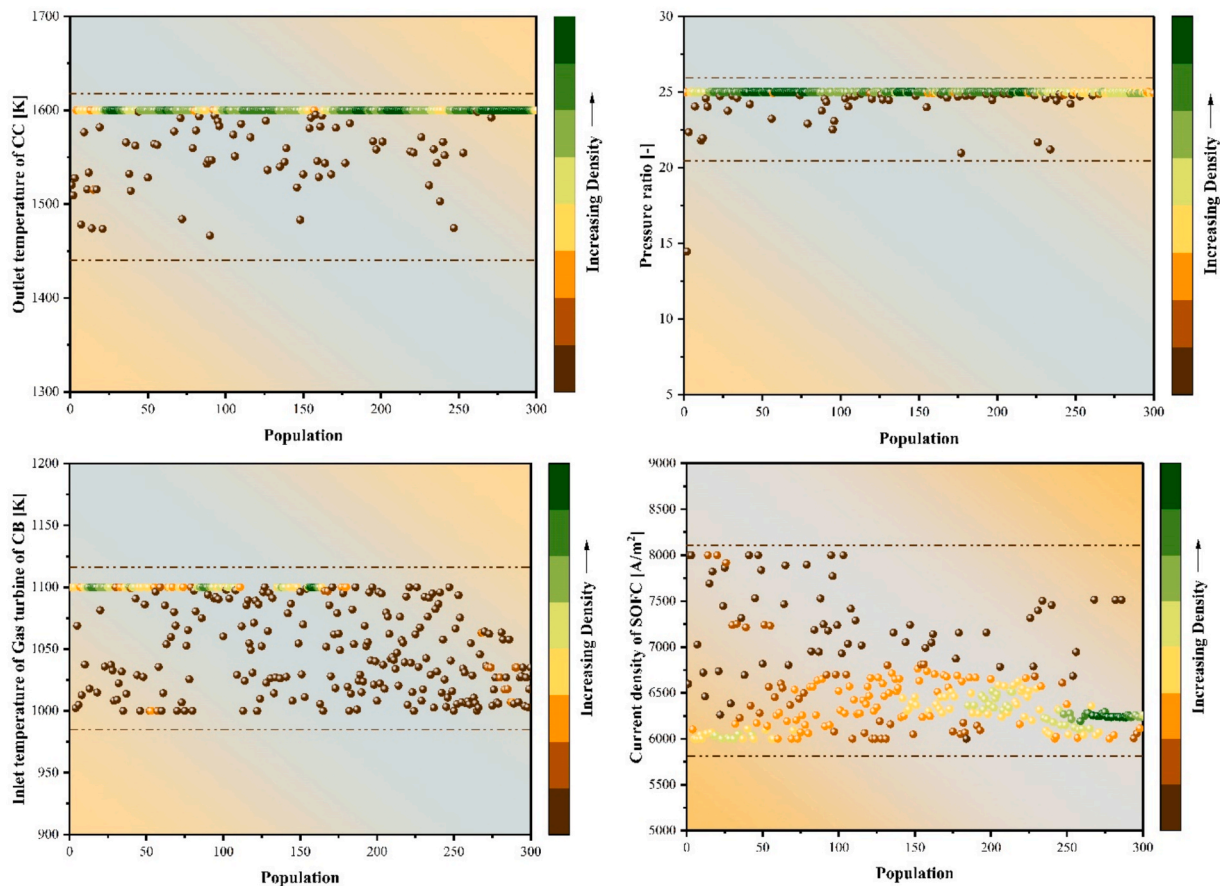 1700
1600
1500
1400
1300
Outlet temperature of CC [K]
0 50 100 150 200 250 300
Population
Increasing Density
30
25
20
15
10
5
Pressure ratio [-]
0 50 100 150 200 250 300
Population
Increasing Density
1200
1150
1100
1050
1000
950
900
Inlet temperature of Gas turbine of CB [K]
0 50 100 150 200 250 300
Population
Increasing Density
9000
8000
7500
7000
6500
6000
5000
Current density of SOFC [A/m²]
0 50 100 150 200 250 300
Population
Increasing Density